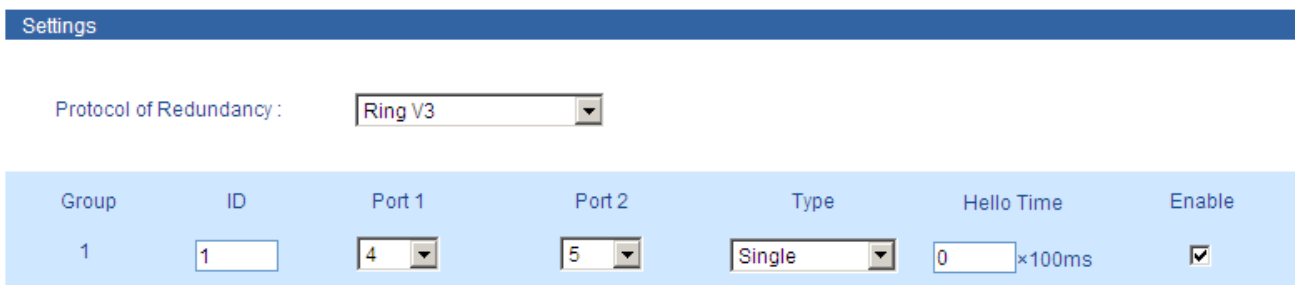 Settings
Protocol of Redundancy : Ring V3
Group ID Port 1 Port 2 Type Hello Time Enable
1 1 4 5 Single 0 ×100ms